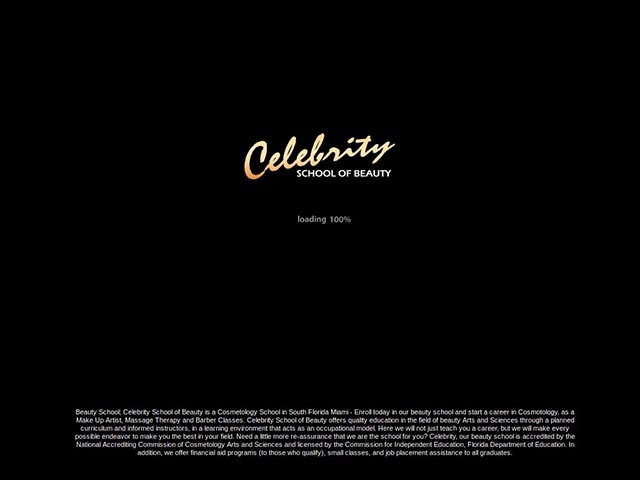 Celebrity
SCHOOL OF BEAUTY
loading 100%
Beauty School; Celebrity School of Beauty is a Cosmetology School in South Florida Miami - Enroll today in our beauty school and start a career in Cosmotology, as a
Make Up Artist, Massage Therapy and Barber Classes. Celebrity School of Beauty offers quality education in the field of beauty Arts and Sciences through a planned
curriculum and informed instructors, in a learning environment that acts as an occupational model. Here we will not just teach you a career, but we will make every
possible endeavor to make you the best in your field. Need a little more re-assurance that we are the school for you? Celebrity, our beauty school is accredited by the
National Accrediting Commission of Cosmetology Arts and Sciences and licensed by the Commission for Independent Education, Florida Department of Education. In
addition, we offer financial aid programs (to those who qualify), small classes, and job placement assistance to all graduates.